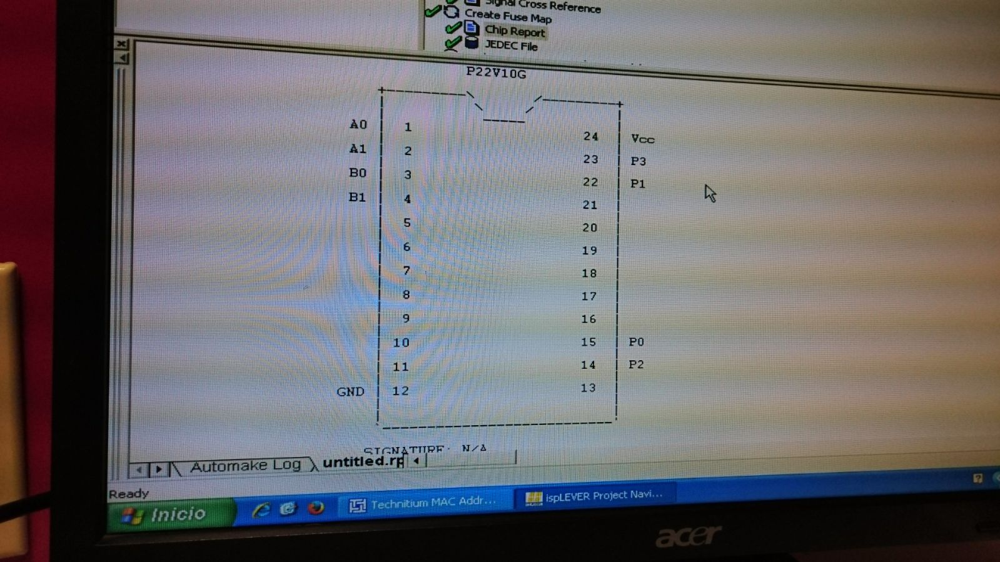 Signal Cross Reference
Create Fuse Map
Chip Report
JEDEC File
P22V10G
A0 1
24 Vcc
A1 2
23 P3
B0 3
22 P1
B1 4
21
5
20
6
19
7
18
8
17
9
16
10
15 P0
11
14 P2
GND 12
13
SIGNATURE: N/A
Automake Log untitled.rp
Ready
Inicio Technitium MAC Addr... ispLEVER Project Navi...
acer